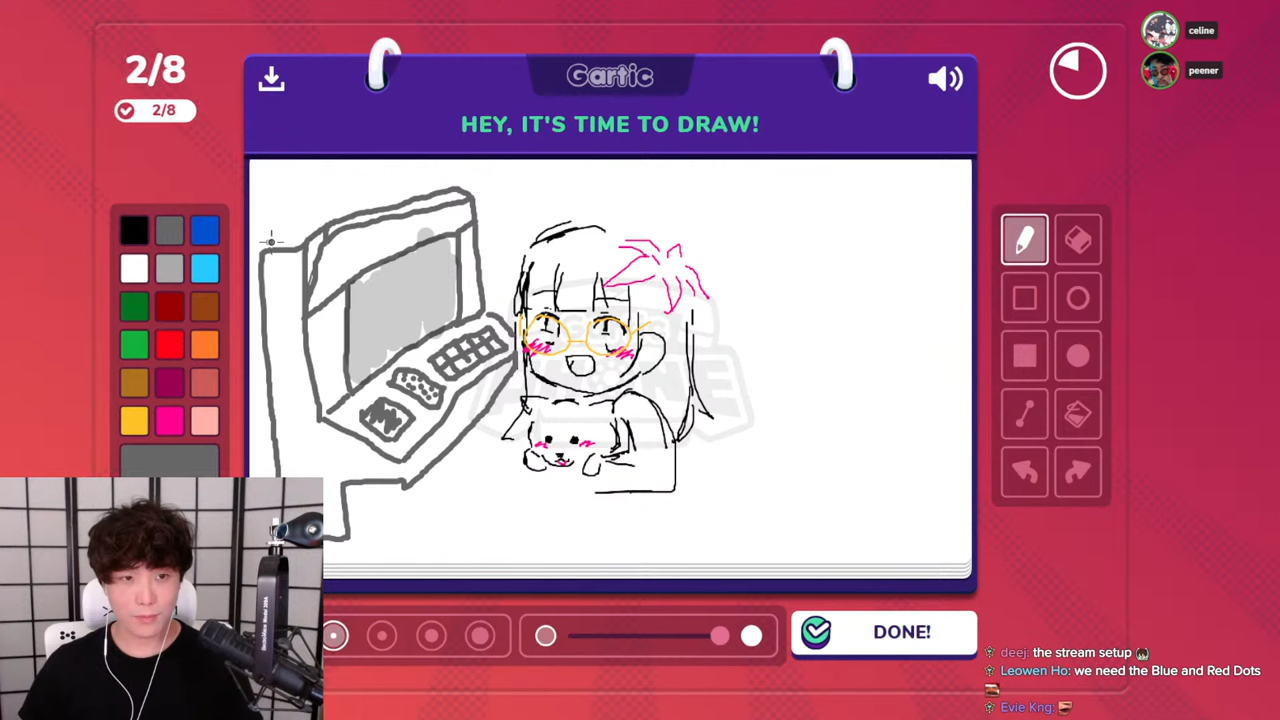 celine
peener
2/8
2/8
Gartic
HEY, IT'S TIME TO DRAW!
DONE!
deej: the stream setup
Leowen Ho: we need the Blue and Red Dots
Evie Kng: